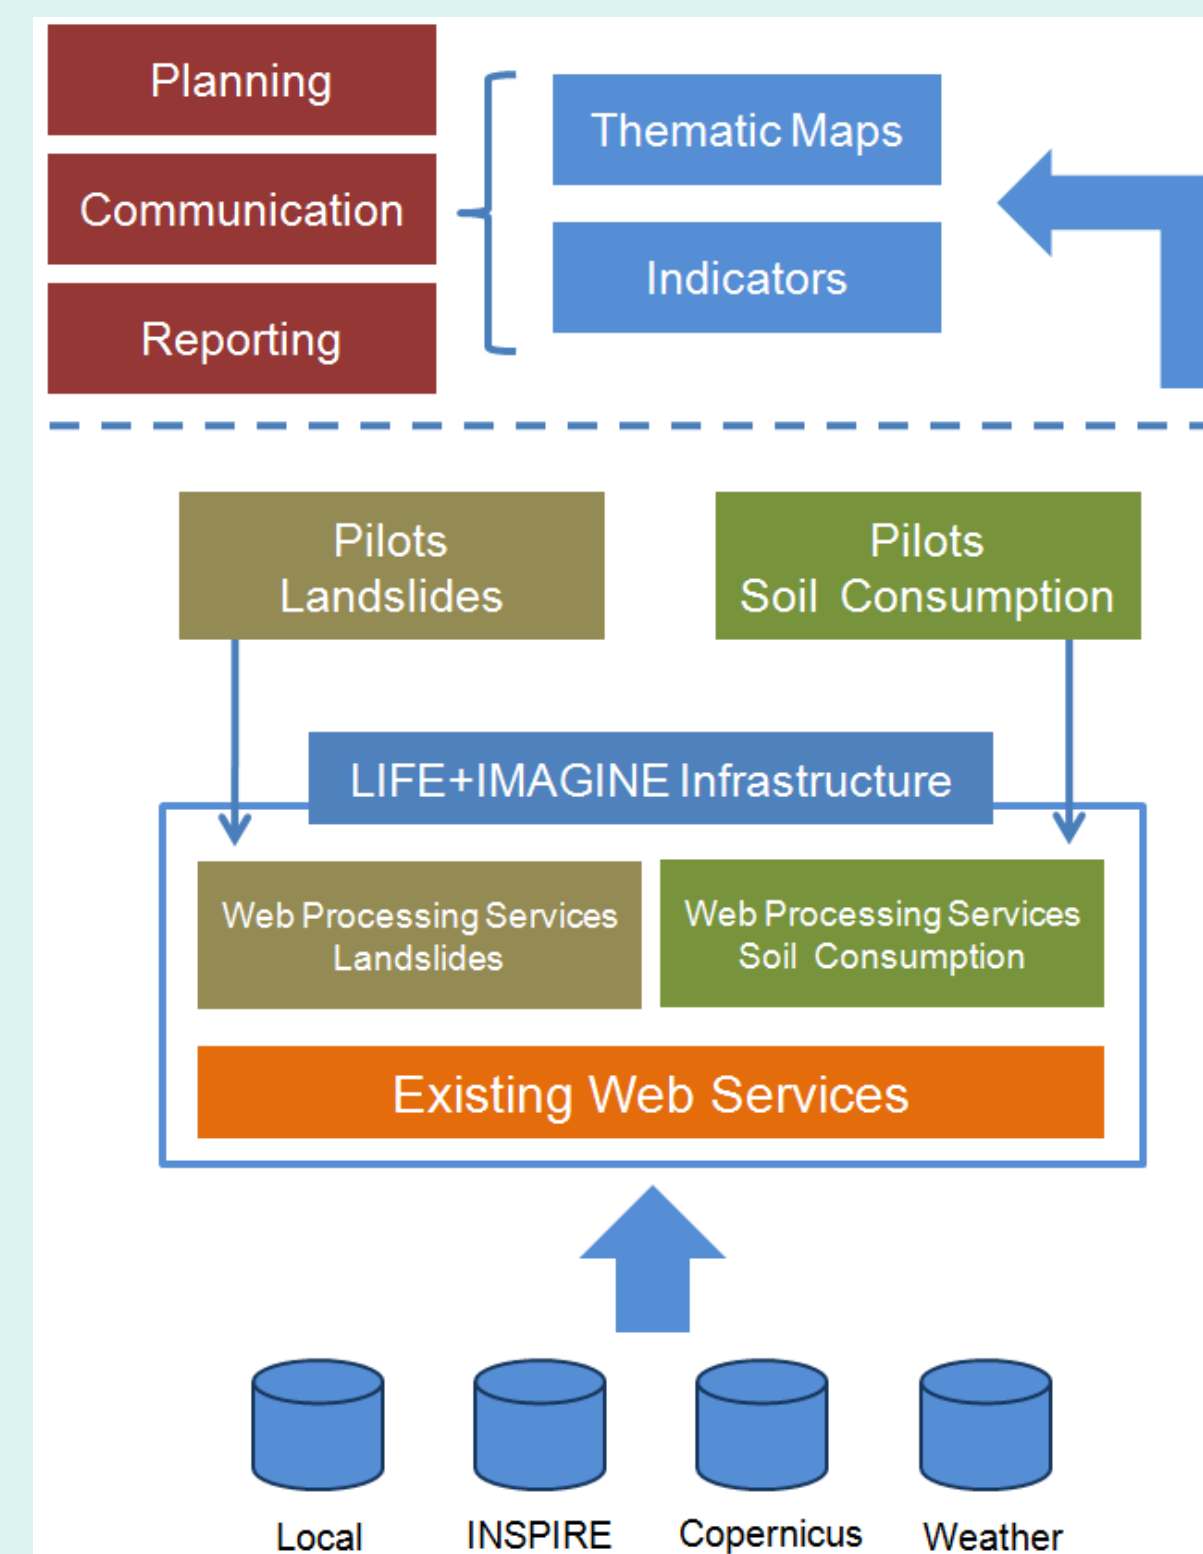 Planning
Communication
Reporting
Thematic Maps
Indicators
Pilots
Landslides
Pilots
Soil Consumption
LIFE+IMAGINE Infrastructure
Web Processing Services
Landslides
Web Processing Services
Soil Consumption
Existing Web Services
Local
INSPIRE
Copernicus
Weather